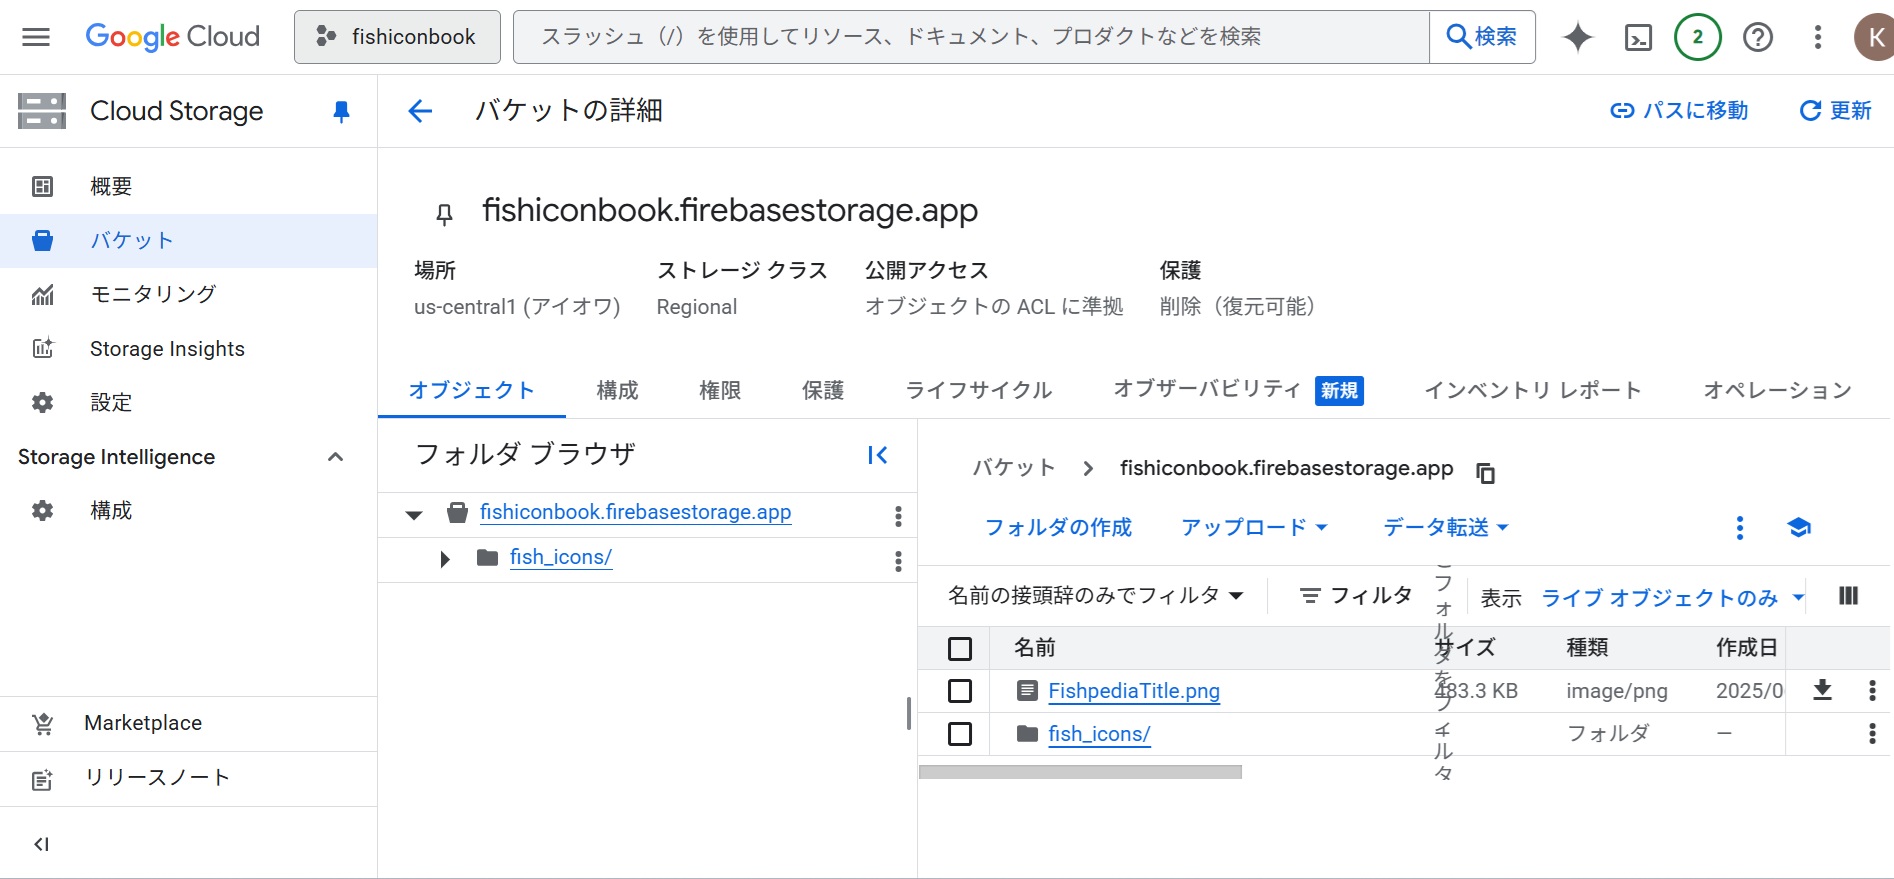 Google Cloud
fishiconbook
スラッシュ（/）を使用してリソース、ドキュメント、プロダクトなどを検索
検索
2
K
Cloud Storage
バケットの詳細
パスに移動
更新
概要
バケット
モニタリング
Storage Insights
設定
Storage Intelligence
構成
Marketplace
リリースノート
fishiconbook.firebasestorage.app
場所
ストレージ クラス
公開アクセス
保護
us-central1 (アイオワ)
Regional
オブジェクトの ACL に準拠
削除（復元可能）
オブジェクト
構成
権限
保護
ライフサイクル
オブザーバビリティ
新規
インベントリ レポート
オペレーション
フォルダ ブラウザ
fishiconbook.firebasestorage.app
fish_icons/
バケット
fishiconbook.firebasestorage.app
フォルダの作成
アップロード
データ転送
名前の接頭辞のみでフィルタ
フィルタ
フォルダをフィルタ
表示
ライブ オブジェクトのみ
名前
サイズ
種類
作成日
FishpediaTitle.png
483.3 KB
image/png
2025/0
fish_icons/
フォルダ
—